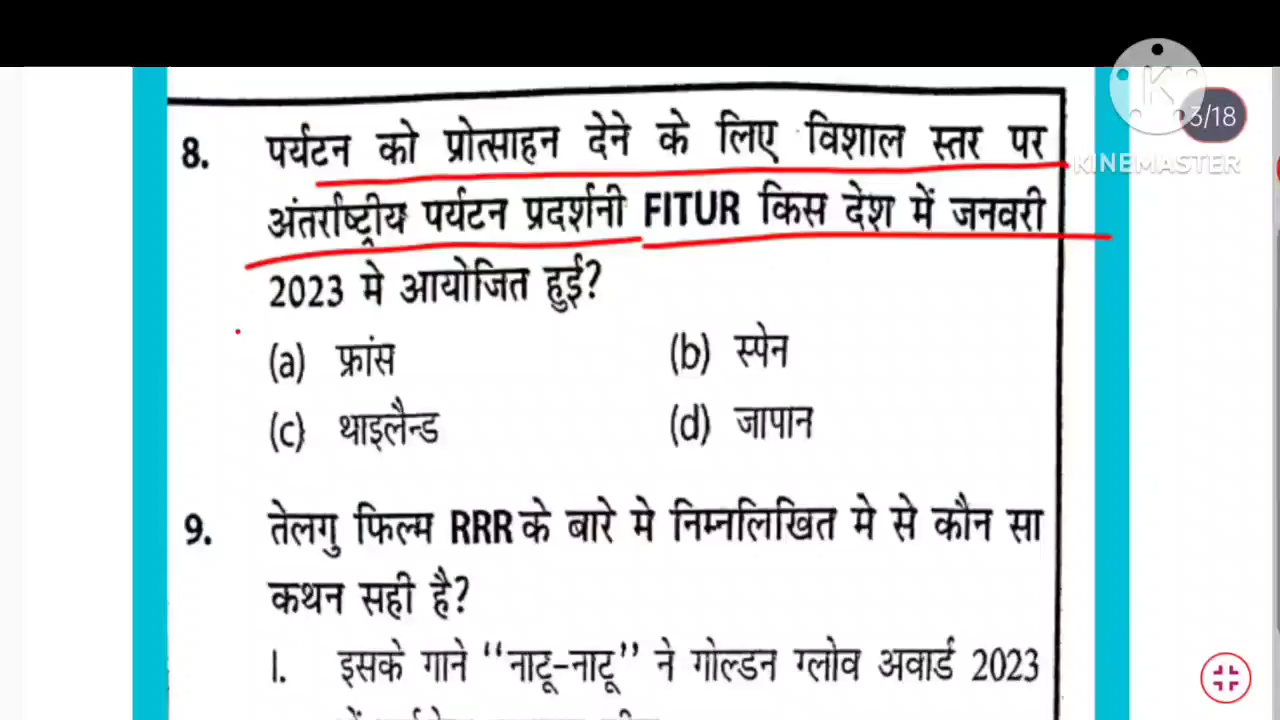 3/18
KINEMASTER
8. पर्यटन को प्रोत्साहन देने के लिए विशाल स्तर पर
अंतर्राष्ट्रीय पर्यटन प्रदर्शनी FITUR किस देश में जनवरी
2023 मे आयोजित हुई?
(a) फ्रांस (b) स्पेन
(c) थाइलैन्ड (d) जापान
9. तेलगु फिल्म RRR के बारे मे निम्नलिखित मे से कौन सा
कथन सही है?
I. इसके गाने “नाटू-नाटू” ने गोल्डन ग्लोव अवार्ड 2023